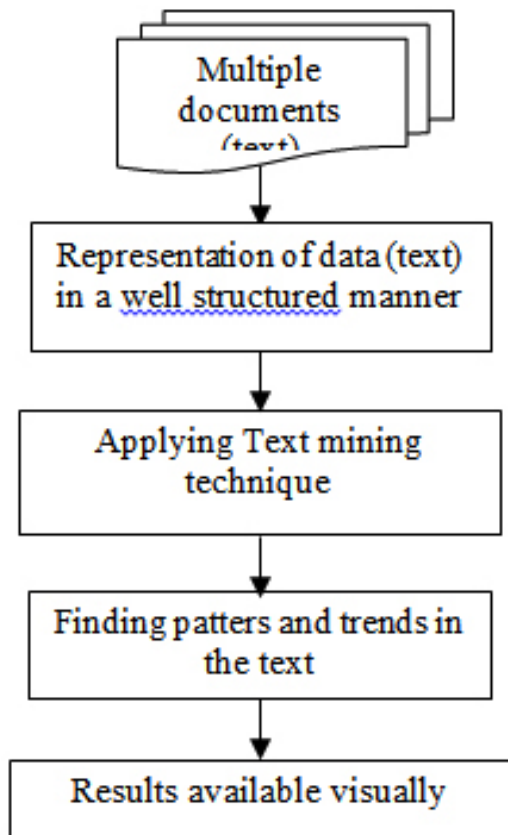 Multiple
documents
(text)
Representation of data (text)
in a well structured manner
Applying Text mining
technique
Finding patters and trends in
the text
Results available visually